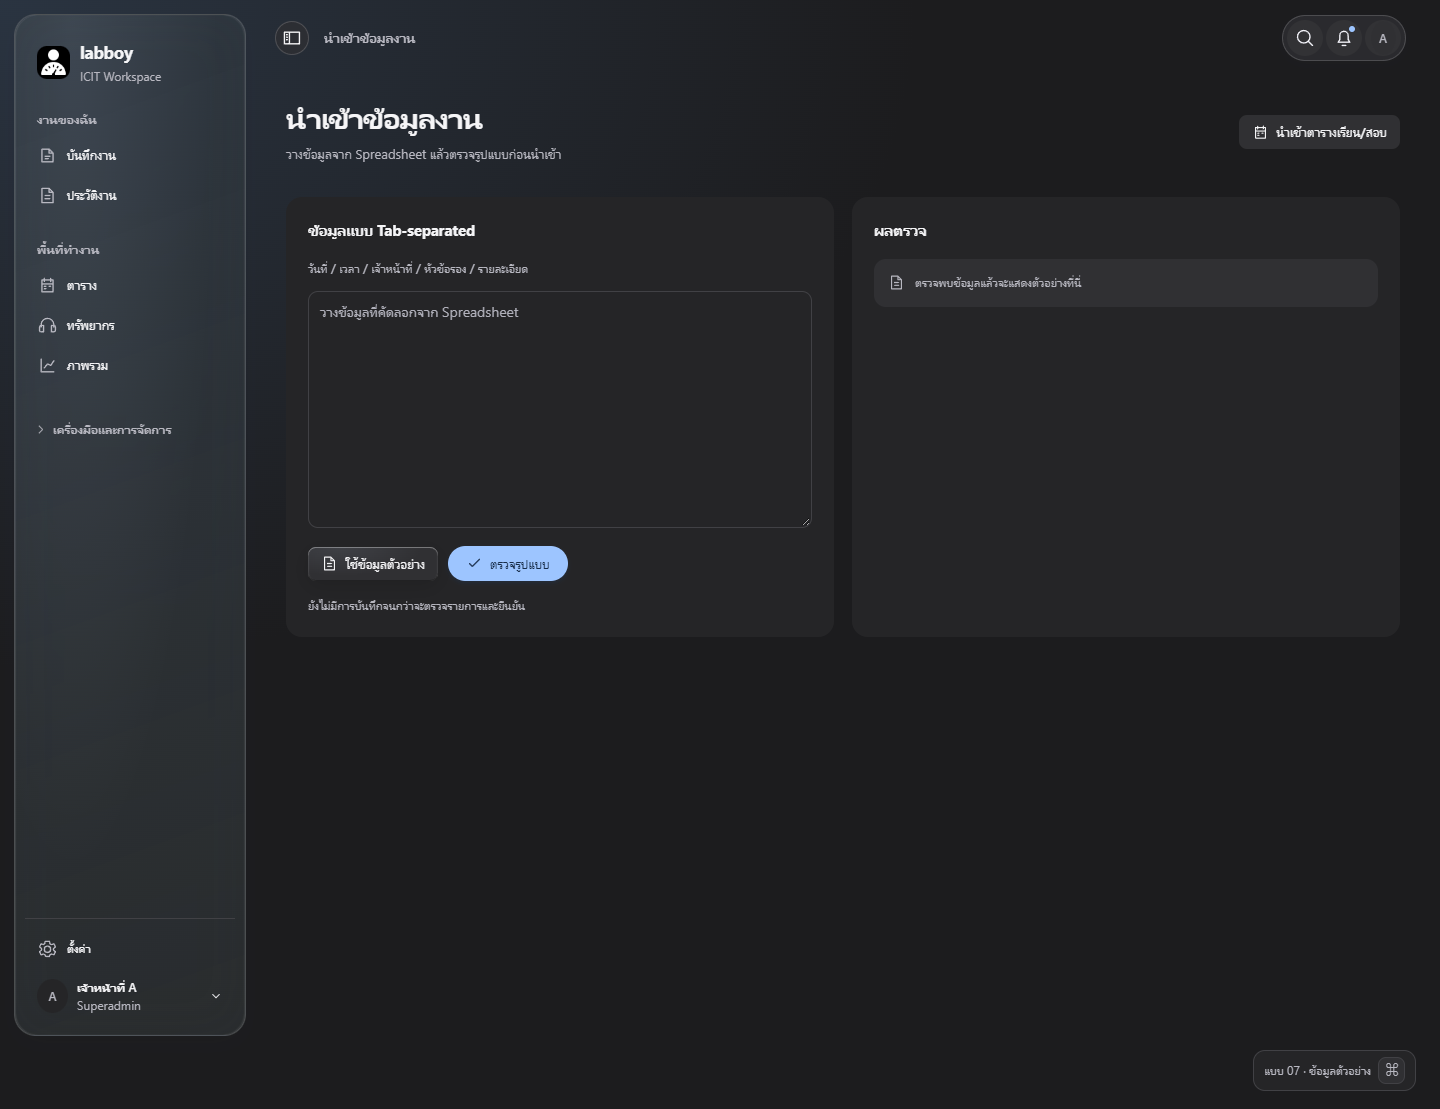 labboy
ICIT Workspace
งานของฉัน
บันทึกงาน
ประวัติงาน
พื้นที่ทำงาน
ตาราง
ทรัพยากร
ภาพรวม
เครื่องมือและการจัดการ
ตั้งค่า
A
เจ้าหน้าที่ A
Superadmin
นำเข้าข้อมูลงาน
A
นำเข้าข้อมูลงาน
วางข้อมูลจาก Spreadsheet แล้วตรวจรูปแบบก่อนนำเข้า
นำเข้าตารางเรียน/สอบ
ข้อมูลแบบ Tab-separated
วันที่ / เวลา / เจ้าหน้าที่ / หัวข้อรอง / รายละเอียด
วางข้อมูลที่คัดลอกจาก Spreadsheet
ใช้ข้อมูลตัวอย่าง
ตรวจรูปแบบ
ยังไม่มีการบันทึกจนกว่าจะตรวจรายการและยืนยัน
ผลตรวจ
ตรวจพบข้อมูลแล้วจะแสดงตัวอย่างที่นี่
แบบ 07 · ข้อมูลตัวอย่าง ⌘